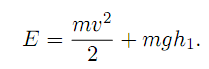 E = \frac{mv^2}{2} + mgh_1.